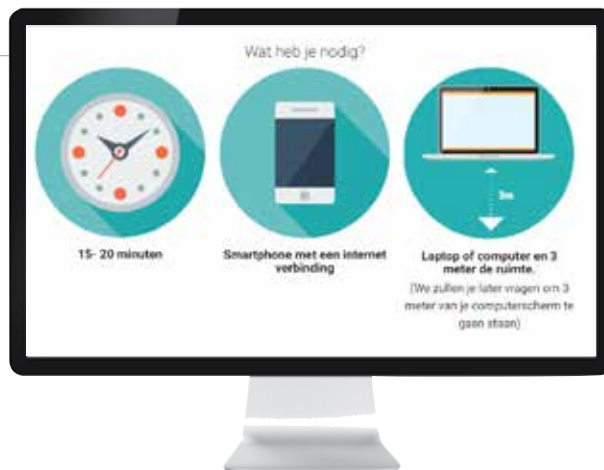 Wat heb je nodig?
15- 20 minuten
Smartphone met een internet
verbinding
3m
Laptop of computer en 3
meter de ruimte.
(We zullen je later vragen om 3
meter van je computerscherm te
gaan staan)